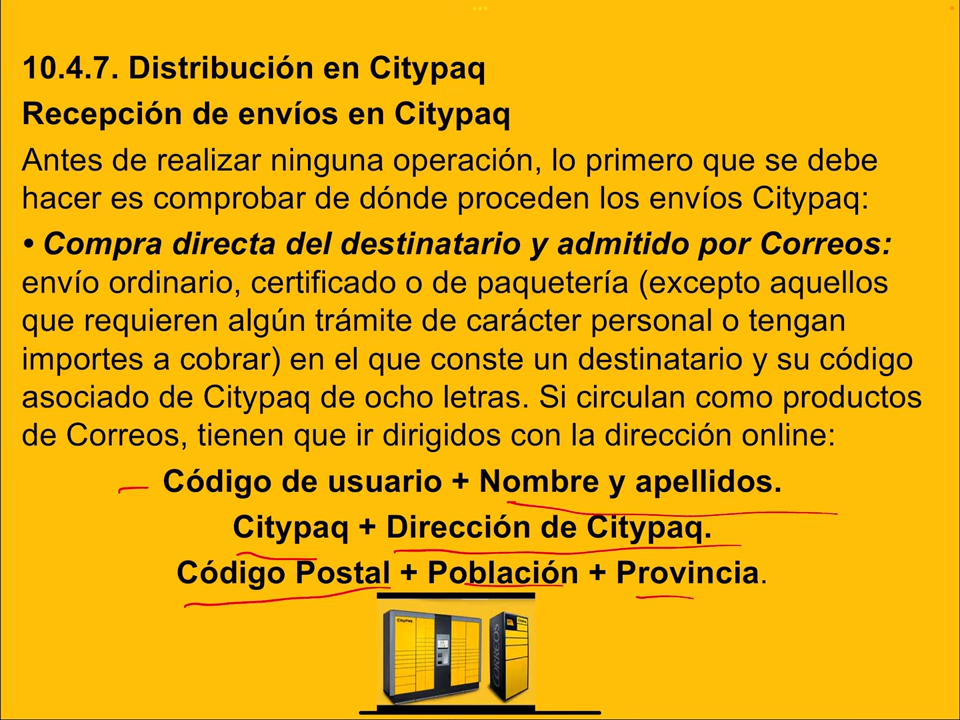 10.4.7. Distribución en Citypaq
Recepción de envíos en Citypaq
Antes de realizar ninguna operación, lo primero que se debe
hacer es comprobar de dónde proceden los envíos Citypaq:
• Compra directa del destinatario y admitido por Correos:
envío ordinario, certificado o de paquetería (excepto aquellos
que requieren algún trámite de carácter personal o tengan
importes a cobrar) en el que conste un destinatario y su código
asociado de Citypaq de ocho letras. Si circulan como productos
de Correos, tienen que ir dirigidos con la dirección online:
Código de usuario + Nombre y apellidos.
Citypaq + Dirección de Citypaq.
Código Postal + Población + Provincia.
CityPaq
CORREOS